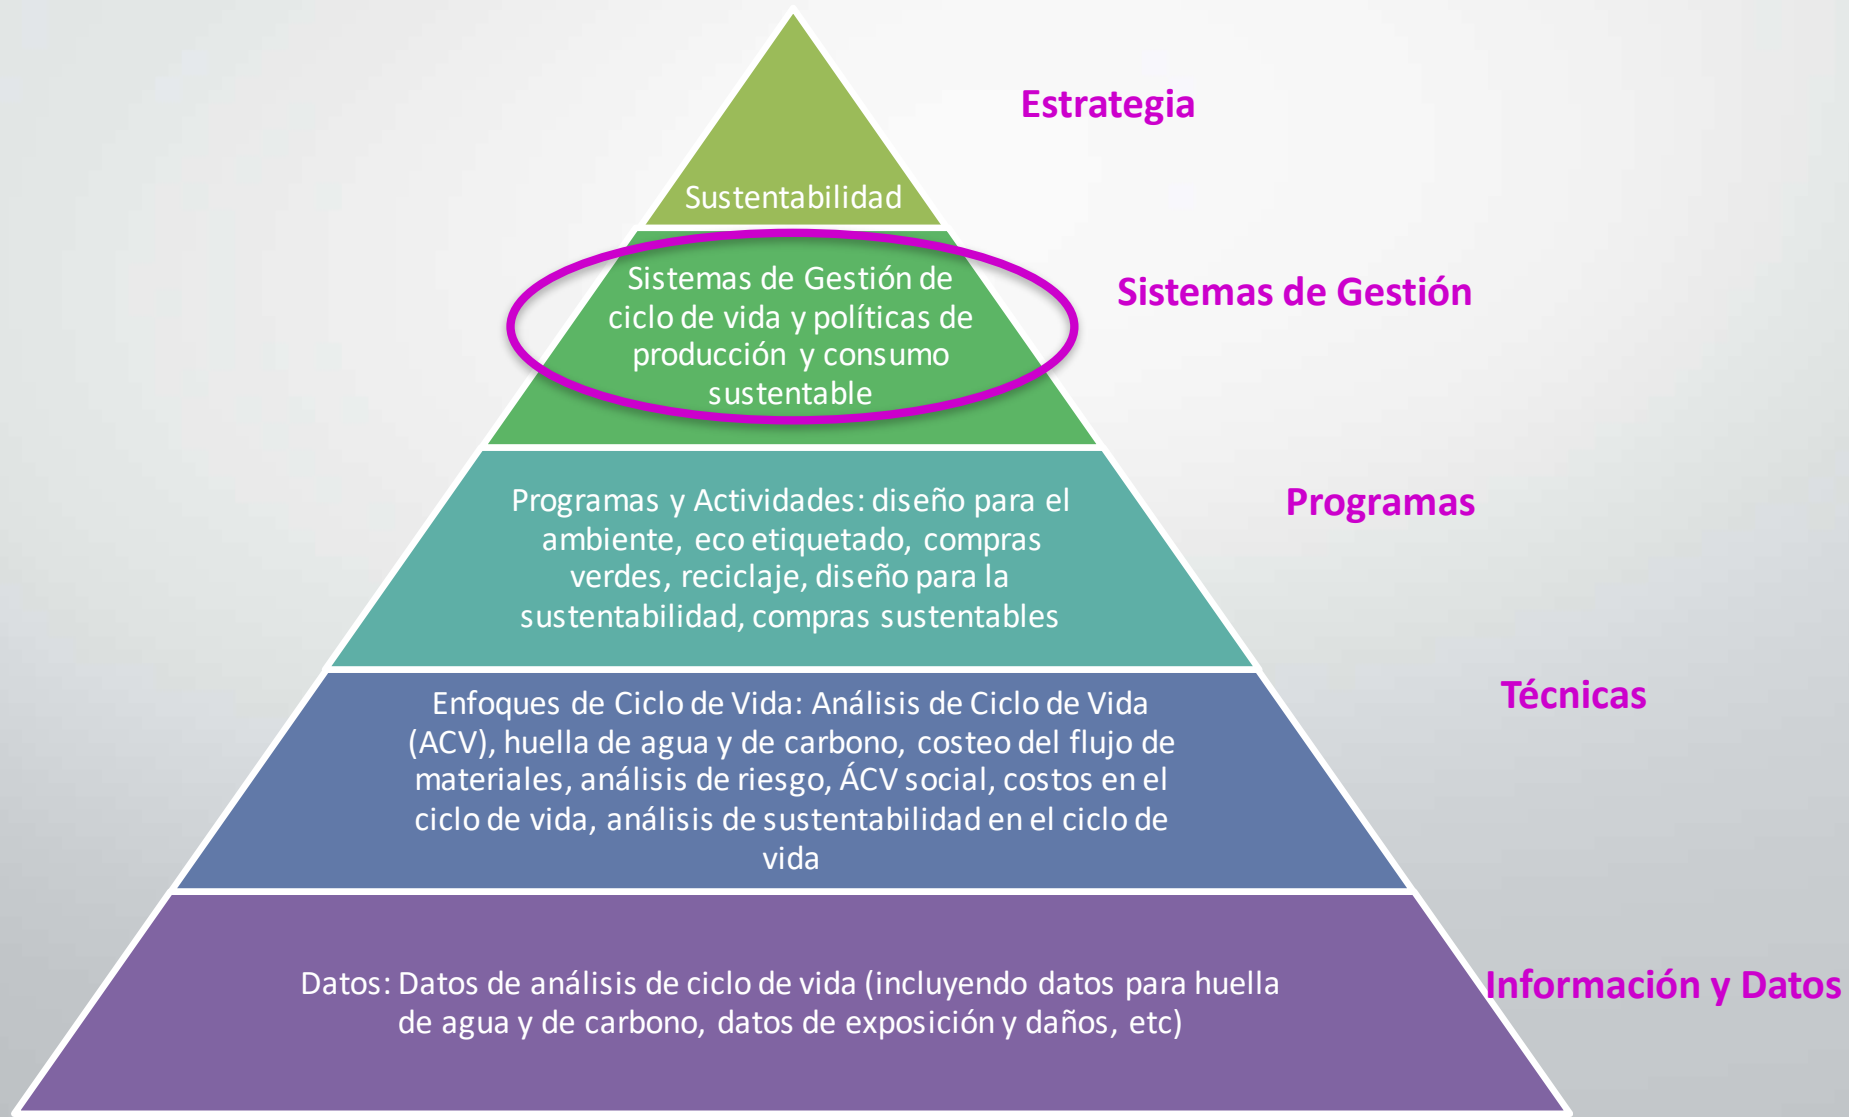 Estrategia
Sustentabilidad
Sistemas de Gestión de
ciclo de vida y políticas de
producción y consumo
sustentable
Sistemas de Gestión
Programas y Actividades: diseño para el
ambiente, eco etiquetado, compras
verdes, reciclaje, diseño para la
sustentabilidad, compras sustentables
Programas
Enfoques de Ciclo de Vida: Análisis de Ciclo de Vida
(ACV), huella de agua y de carbono, costeo del flujo de
materiales, análisis de riesgo, ÁCV social, costos en el
ciclo de vida, análisis de sustentabilidad en el ciclo de
vida
Técnicas
Datos: Datos de análisis de ciclo de vida (incluyendo datos para huella
de agua y de carbono, datos de exposición y daños, etc)
Información y Datos